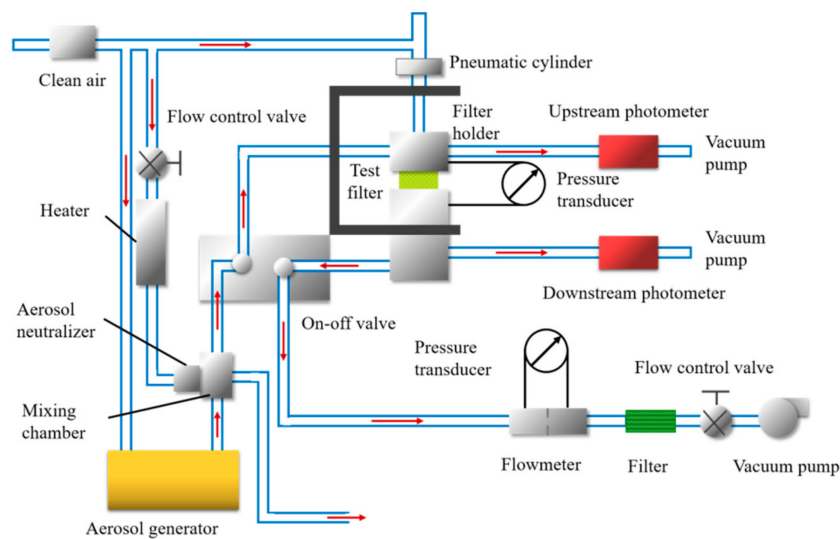 Clean air
Pneumatic cylinder
Flow control valve
Filter
holder
Upstream photometer
Vacuum
pump
Test
filter
Pressure
transducer
Heater
Vacuum
pump
Downstream photometer
Aerosol
neutralizer
On-off valve
Pressure
transducer
Flow control valve
Mixing
chamber
Flowmeter
Filter
Vacuum pump
Aerosol generator